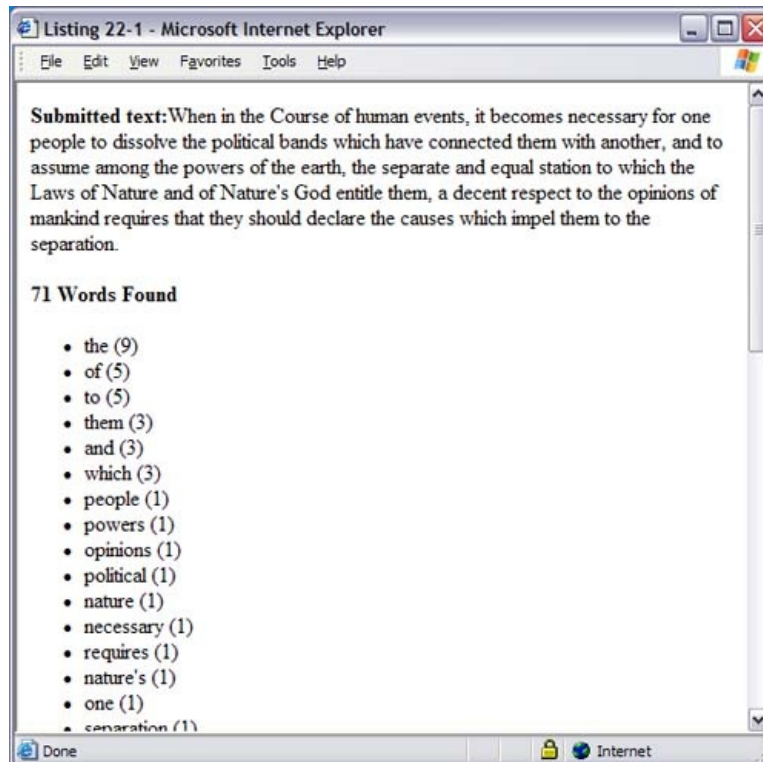 Listing 22-1 - Microsoft Internet Explorer
File Edit View Favorites Tools Help
Submitted text:When in the Course of human events, it becomes necessary for one
people to dissolve the political bands which have connected them with another, and to
assume among the powers of the earth, the separate and equal station to which the
Laws of Nature and of Nature's God entitle them, a decent respect to the opinions of
mankind requires that they should declare the causes which impel them to the
separation.
71 Words Found
• the (9)
• of (5)
• to (5)
• them (3)
• and (3)
• which (3)
• people (1)
• powers (1)
• opinions (1)
• political (1)
• nature (1)
• necessary (1)
• requires (1)
• nature's (1)
• one (1)
• separation (1)
Done Internet